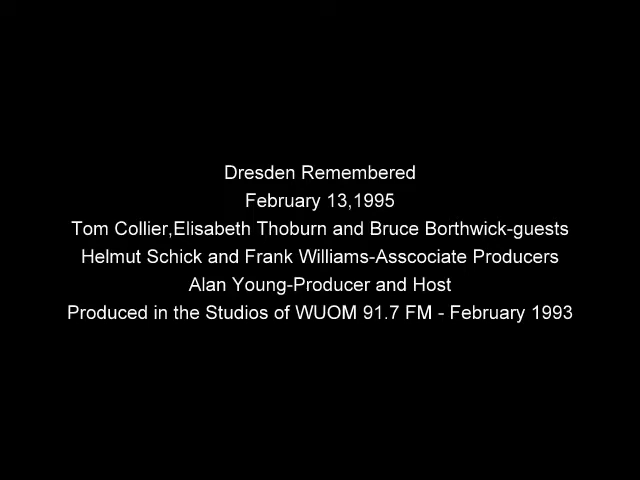 Dresden Remembered
February 13,1995
Tom Collier,Elisabeth Thoburn and Bruce Borthwick-guests
Helmut Schick and Frank Williams-Asscociate Producers
Alan Young-Producer and Host
Produced in the Studios of WUOM 91.7 FM - February 1993